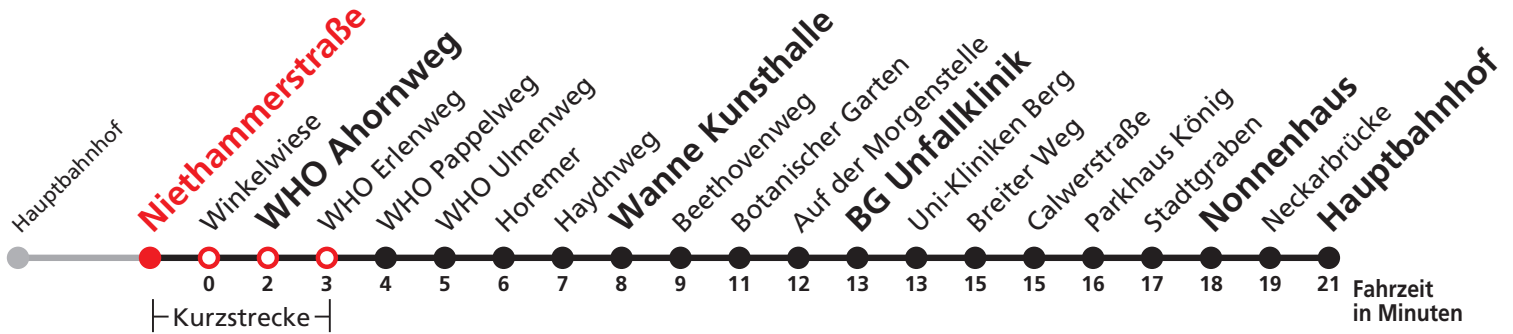 Hauptbahnhof
Niethammerstraße
Winkelwiese
WHO Ahornweg
WHO Erlenweg
WHO Pappelweg
WHO Ulmenweg
Horemer
Haydnweg
Wanne Kunsthalle
Beethovenweg
Botanischer Garten
Auf der Morgenstelle
BG Unfallklinik
Uni-Kliniken Berg
Breiter Weg
Calwerstraße
Parkhaus König
Stadtgraben
Nonnenhaus
Neckarbrücke
Hauptbahnhof
0 2 3 4 5 6 7 8 9 11 12 13 13 15 15 16 17 18 19 21
Fahrzeit
in Minuten
Kurzstrecke